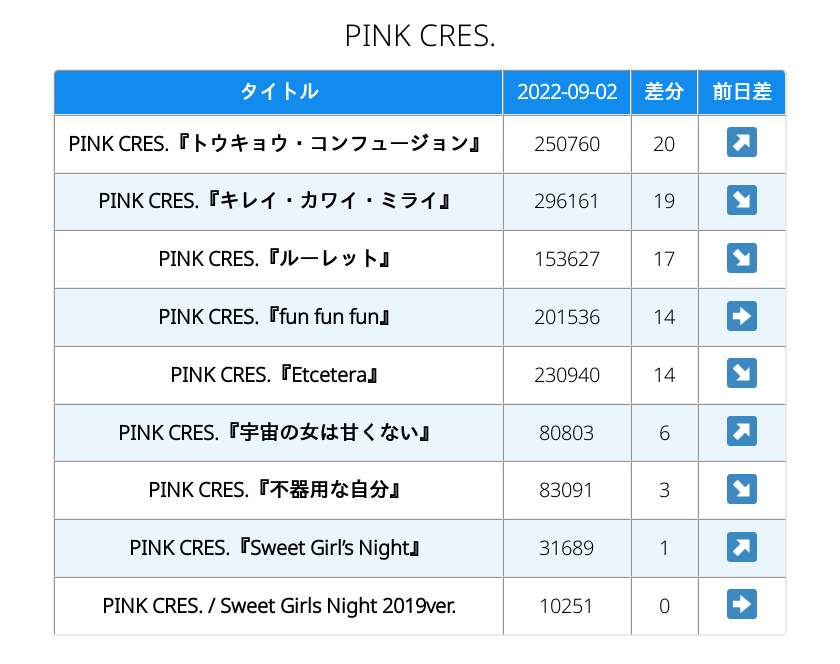 PINK CRES.
タイトル 2022-09-02 差分 前日差
PINK CRES.『トウキョウ・コンフュージョン』 250760 20 ↗
PINK CRES.『キレイ・カワイ・ミライ』 296161 19 ↘
PINK CRES.『ルーレット』 153627 17 ↘
PINK CRES.『fun fun fun』 201536 14 ➡
PINK CRES.『Etcetera』 230940 14 ↘
PINK CRES.『宇宙の女は甘くない』 80803 6 ↗
PINK CRES.『不器用な自分』 83091 3 ↘
PINK CRES.『Sweet Girl’s Night』 31689 1 ↗
PINK CRES. / Sweet Girls Night 2019ver. 10251 0 ➡